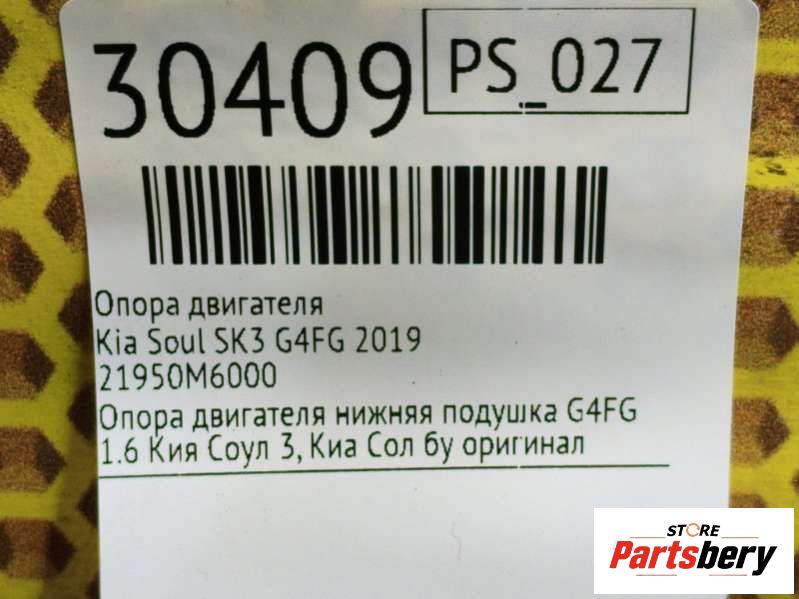 30409
PS_027
Опора двигателя
Kia Soul SK3 G4FG 2019
21950M6000
Опора двигателя нижняя подушка G4FG
1.6 Кия Соул 3, Киа Сол бу оригинал
STORE
Partsbery